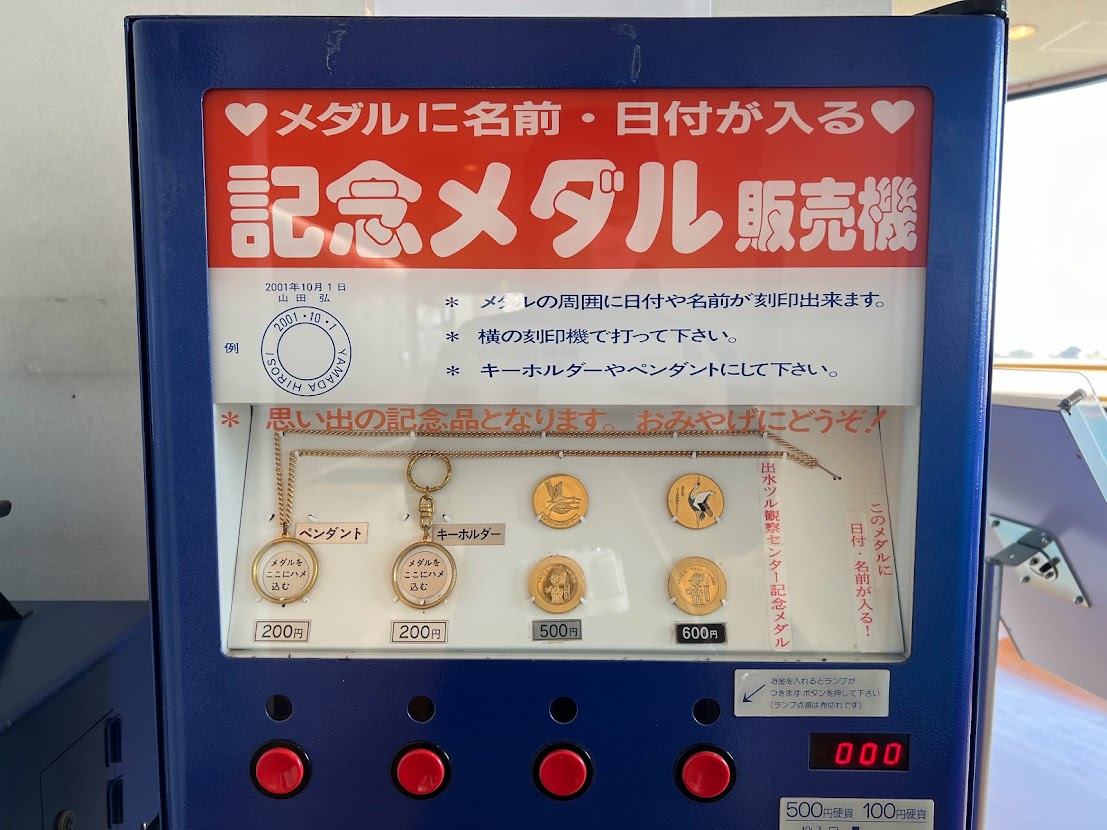 ♥メダルに名前・日付が入る♥
記念メダル 販売機
2001年10月1日
山田 弘
例
2001・10・1
YAMADA HIROSI
* メダルの周囲に日付や名前が刻印出来ます。
* 横の刻印機で打って下さい。
* キーホルダーやペンダントにして下さい。
* 思い出の記念品となります。おみやげにどうぞ!
ペンダント
メダルを
ここにハメ
込む
200円
キーホルダー
メダルを
ここにハメ
込む
200円
500円
600円
このメダルに
日付・名前が入る!
出水ツル観察センター記念メダル
お金を入れるとランプが
つきます ボタンを押して下さい
(ランプ点滅は売切れです)
000
500円硬貨 100円硬貨